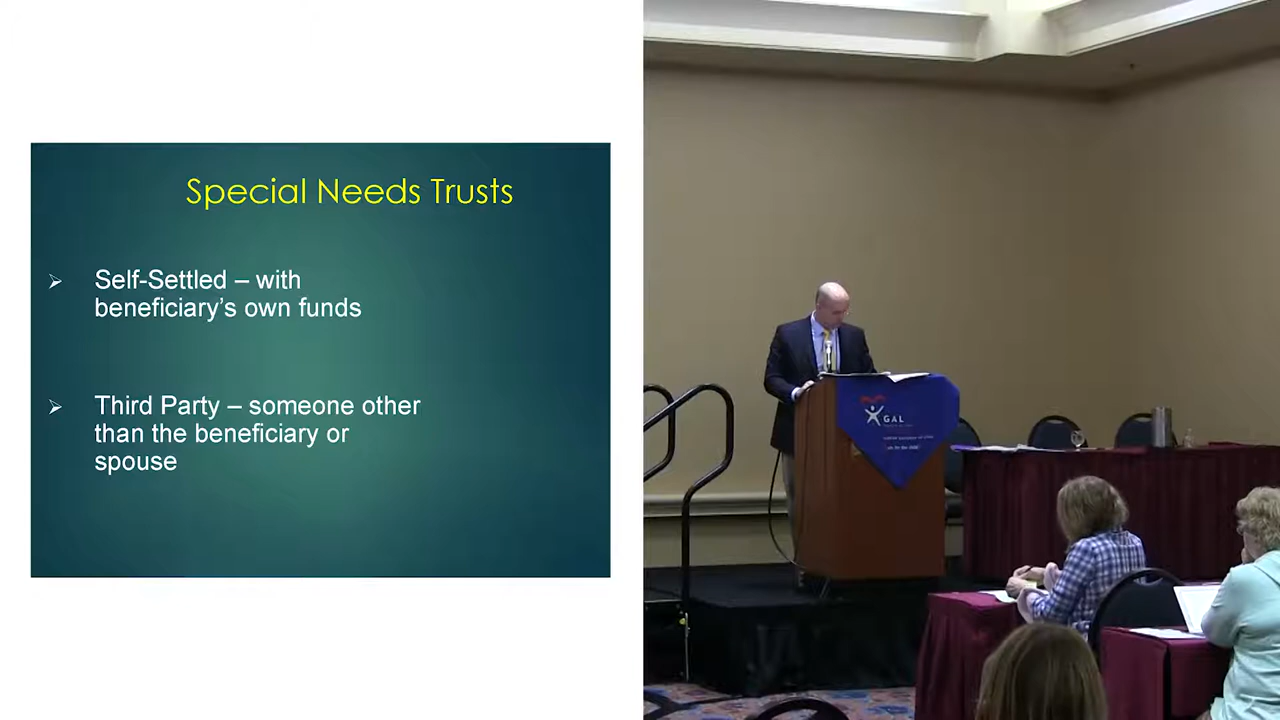 Special Needs Trusts
➢ Self-Settled – with
beneficiary’s own funds
➢ Third Party – someone other
than the beneficiary or
spouse
GAL